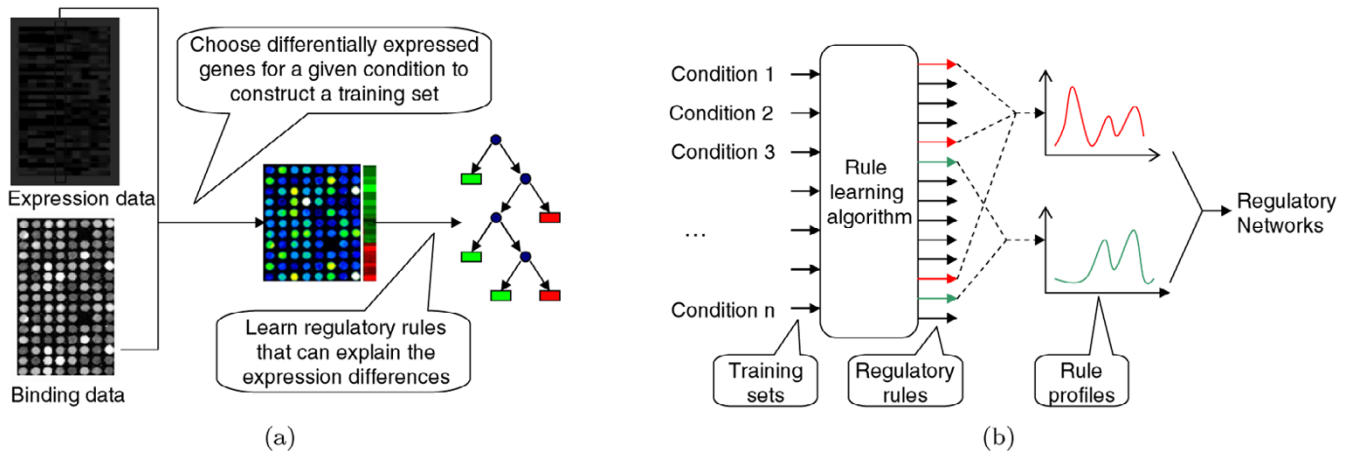 Choose differentially expressed
genes for a given condition to
construct a training set
Expression data
Binding data
Learn regulatory rules
that can explain the
expression differences
(a)
Condition 1
Condition 2
Condition 3
...
Condition n
Rule
learning
algorithm
Training
sets
Regulatory
rules
Rule
profiles
Regulatory
Networks
(b)